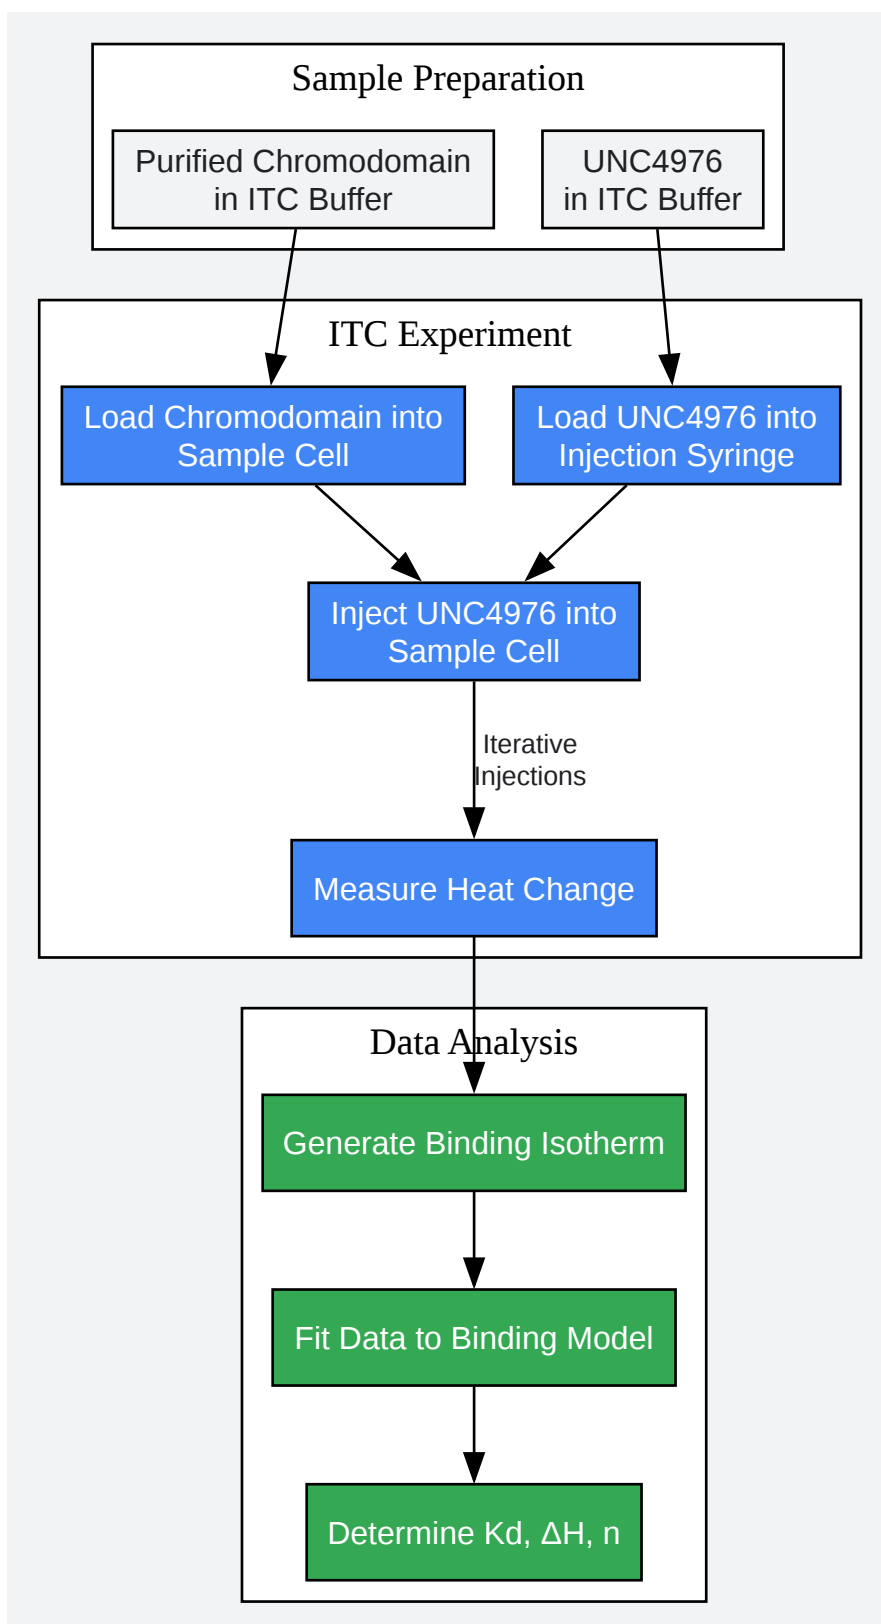 Sample Preparation
Purified Chromodomain
in ITC Buffer
UNC4976
in ITC Buffer
ITC Experiment
Load Chromodomain into
Sample Cell
Load UNC4976 into
Injection Syringe
Inject UNC4976 into
Sample Cell
Iterative
Injections
Measure Heat Change
Data Analysis
Generate Binding Isotherm
Fit Data to Binding Model
Determine Kd, ΔH, n